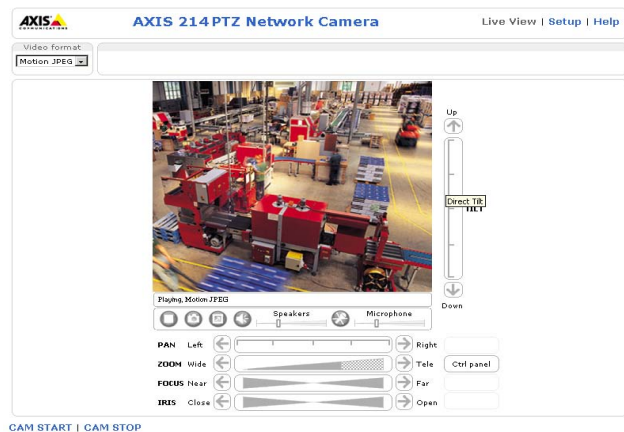 AXIS
COMMUNICATIONS
AXIS 214 PTZ Network Camera
Live View | Setup | Help
Video format
Motion JPEG
Up
Direct Tilt
TILT
Down
Playing, Motion JPEG
Speakers
Microphone
PAN Left Right
ZOOM Wide Tele Ctrl panel
FOCUS Near Far
IRIS Close Open
CAM START | CAM STOP